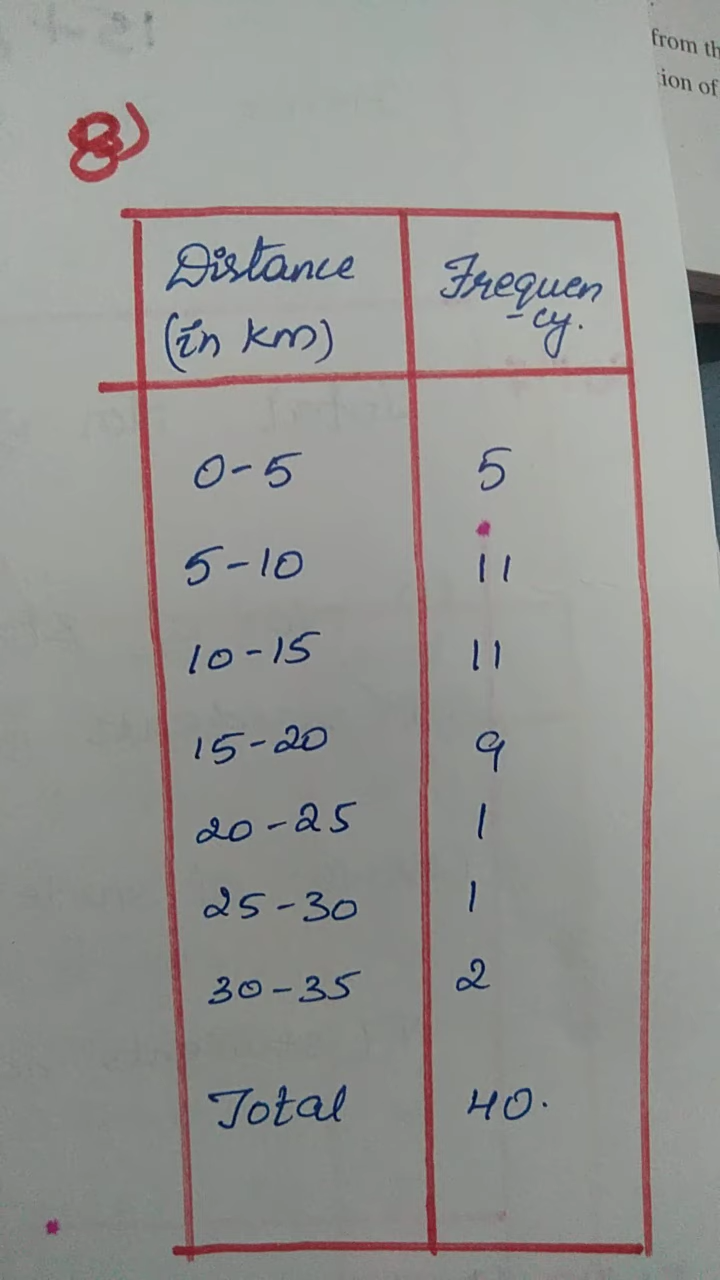 from th
ion of
8)
Distance Frequen
(in km) -cy.
0-5 5
5-10 11
10-15 11
15-20 9
20-25 1
25-30 1
30-35 2
Total 40.